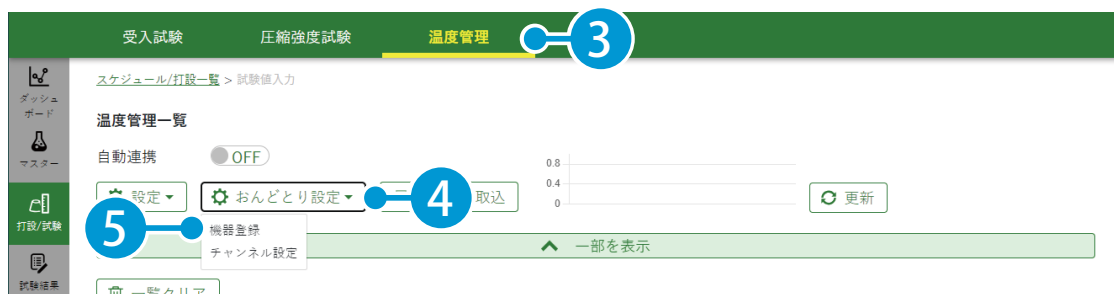 受入試験 圧縮強度試験 温度管理 3
ダッシュ
ボード
スケジュール/打設一覧 > 試験値入力
温度管理一覧
マスター
自動連携 OFF
0.8
0.4
0
設定 おんどとり設定 4 取込 更新
打設/試験
5 機器登録
チャンネル設定
一部を表示
試験結果
一覧クリア